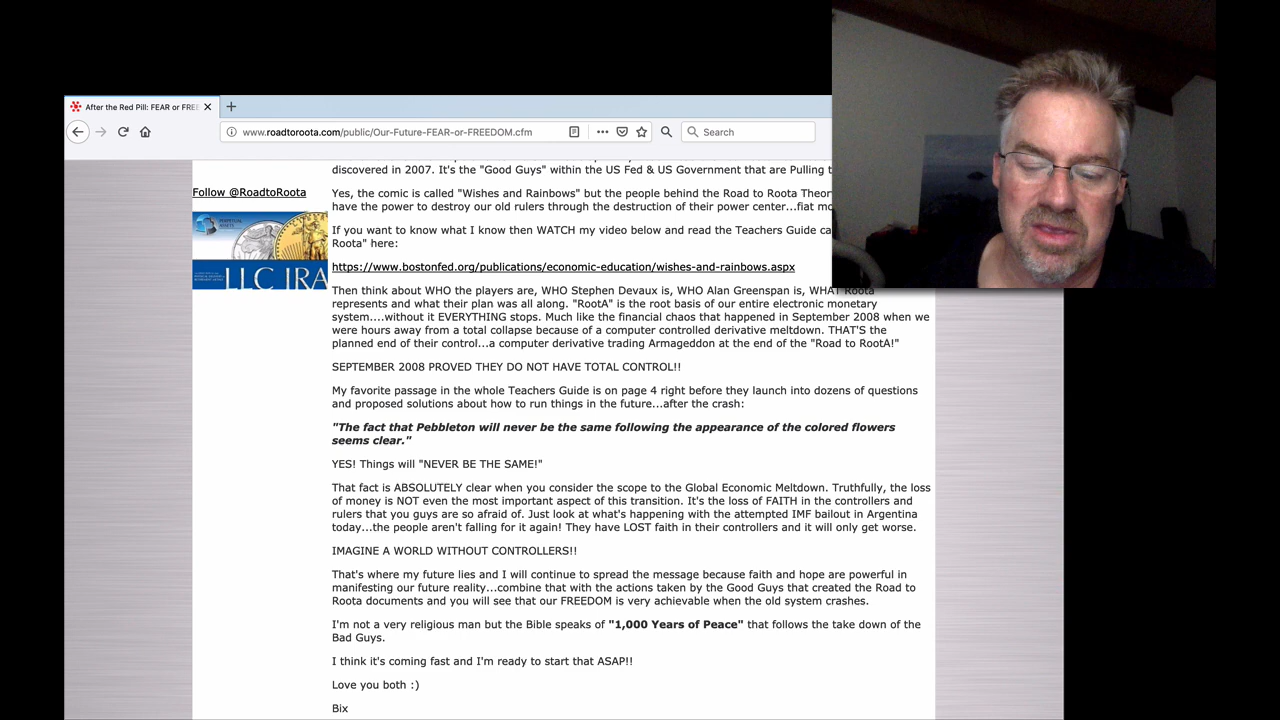 After the Red Pill: FEAR or FREE
www.roadtoroota.com/public/Our-Future-FEAR-or-FREEDOM.cfm
Search
Follow @RoadtoRoota
PERPETUAL
ASSETS
LLC IRA
discovered in 2007. It's the "Good Guys" within the US Fed & US Government that are Pulling t
Yes, the comic is called "Wishes and Rainbows" but the people behind the Road to Roota Theor
have the power to destroy our old rulers through the destruction of their power center...fiat mo
If you want to know what I know then WATCH my video below and read the Teachers Guide ca
Roota" here:
https://www.bostonfed.org/publications/economic-education/wishes-and-rainbows.aspx
Then think about WHO the players are, WHO Stephen Devaux is, WHO Alan Greenspan is, WHAT Roota
represents and what their plan was all along. "RootA" is the root basis of our entire electronic monetary
system....without it EVERYTHING stops. Much like the financial chaos that happened in September 2008 when we
were hours away from a total collapse because of a computer controlled derivative meltdown. THAT'S the
planned end of their control...a computer derivative trading Armageddon at the end of the "Road to RootA!"
SEPTEMBER 2008 PROVED THEY DO NOT HAVE TOTAL CONTROL!!
My favorite passage in the whole Teachers Guide is on page 4 right before they launch into dozens of questions
and proposed solutions about how to run things in the future...after the crash:
"The fact that Pebbleton will never be the same following the appearance of the colored flowers
seems clear."
YES! Things will "NEVER BE THE SAME!"
That fact is ABSOLUTELY clear when you consider the scope to the Global Economic Meltdown. Truthfully, the loss
of money is NOT even the most important aspect of this transition. It's the loss of FAITH in the controllers and
rulers that you guys are so afraid of. Just look at what's happening with the attempted IMF bailout in Argentina
today...the people aren't falling for it again! They have LOST faith in their controllers and it will only get worse.
IMAGINE A WORLD WITHOUT CONTROLLERS!!
That's where my future lies and I will continue to spread the message because faith and hope are powerful in
manifesting our future reality...combine that with the actions taken by the Good Guys that created the Road to
Roota documents and you will see that our FREEDOM is very achievable when the old system crashes.
I'm not a very religious man but the Bible speaks of "1,000 Years of Peace" that follows the take down of the
Bad Guys.
I think it's coming fast and I'm ready to start that ASAP!!
Love you both :)
Bix